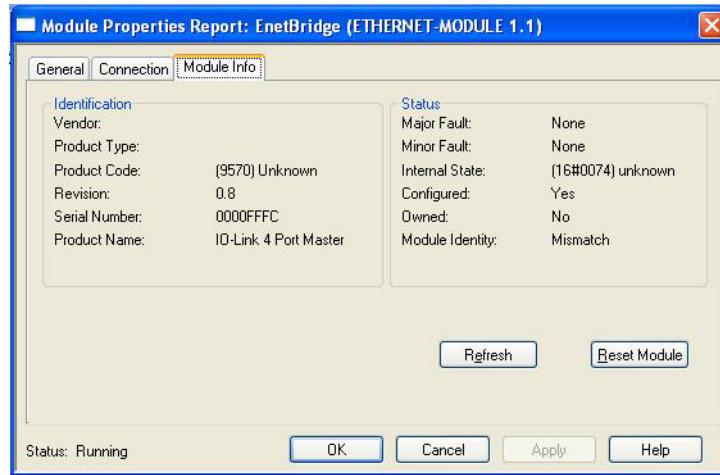 Module Properties Report: EnetBridge (ETHERNET-MODULE 1.1)
General Connection Module Info
Identification
Vendor:
Product Type:
Product Code: (9570) Unknown
Revision: 0.8
Serial Number: 0000FFFC
Product Name: IO-Link 4 Port Master
Status
Major Fault: None
Minor Fault: None
Internal State: (16#0074) unknown
Configured: Yes
Owned: No
Module Identity: Mismatch
Refresh Reset Module
Status: Running OK Cancel Apply Help